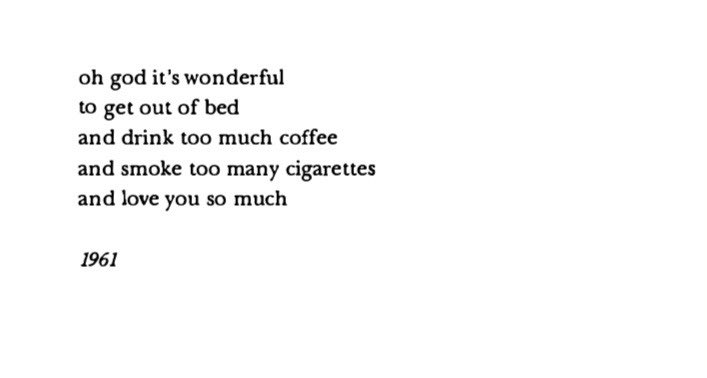 oh god it's wonderful
to get out of bed
and drink too much coffee
and smoke too many cigarettes
and love you so much
1961